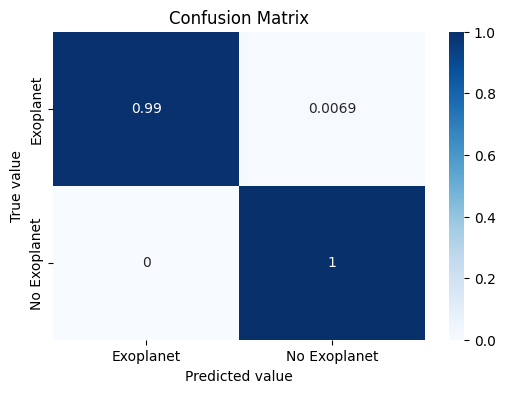 Confusion Matrix
True value
Exoplanet
No Exoplanet
0.99
0.0069
0
1
Exoplanet
No Exoplanet
Predicted value
1.0
0.8
0.6
0.4
0.2
0.0